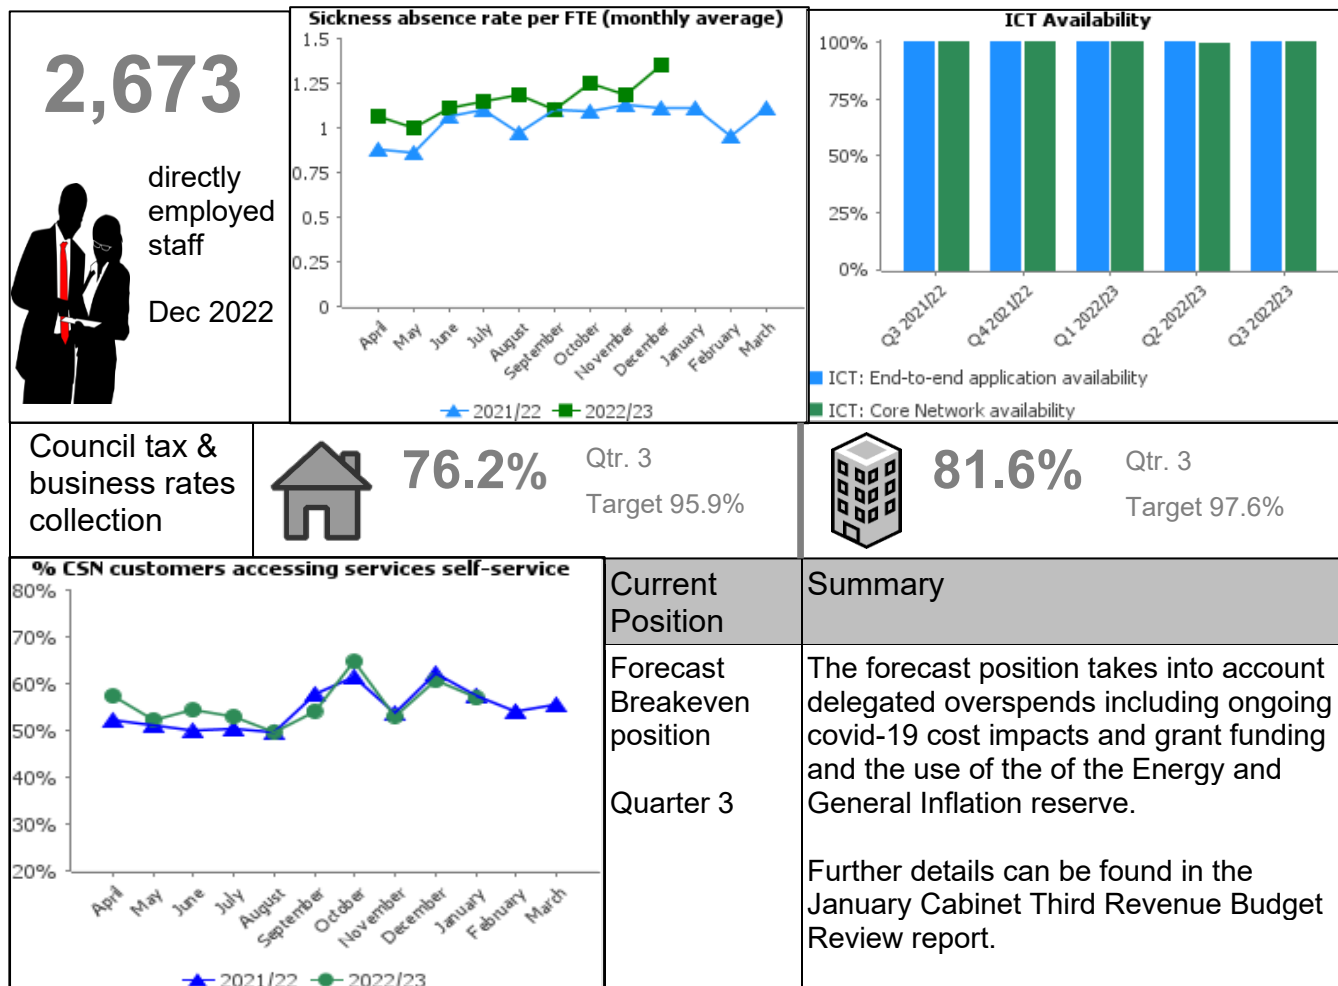 2,673
directly
employed
staff
Dec 2022
Sickness absence rate per FTE (monthly average)
1.5
1.25
1
0.75
0.5
0.25
0
April
May
June
July
August
September
October
November
December
January
February
March
2021/22
2022/23
ICT Availability
100%
75%
50%
25%
0%
Q3 2021/22
Q4 2021/22
Q1 2022/23
Q2 2022/23
Q3 2022/23
ICT: End-to-end application availability
ICT: Core Network availability
Council tax &
business rates
collection
76.2%
Qtr. 3
Target 95.9%
81.6%
Qtr. 3
Target 97.6%
% CSN customers accessing services self-service
80%
70%
60%
50%
40%
30%
20%
April
May
June
July
August
September
October
November
December
January
February
March
2021/22
2022/23
Current
Position
Summary
Forecast
Breakeven
position
Quarter 3
The forecast position takes into account
delegated overspends including ongoing
covid-19 cost impacts and grant funding
and the use of the of the Energy and
General Inflation reserve.
Further details can be found in the
January Cabinet Third Revenue Budget
Review report.